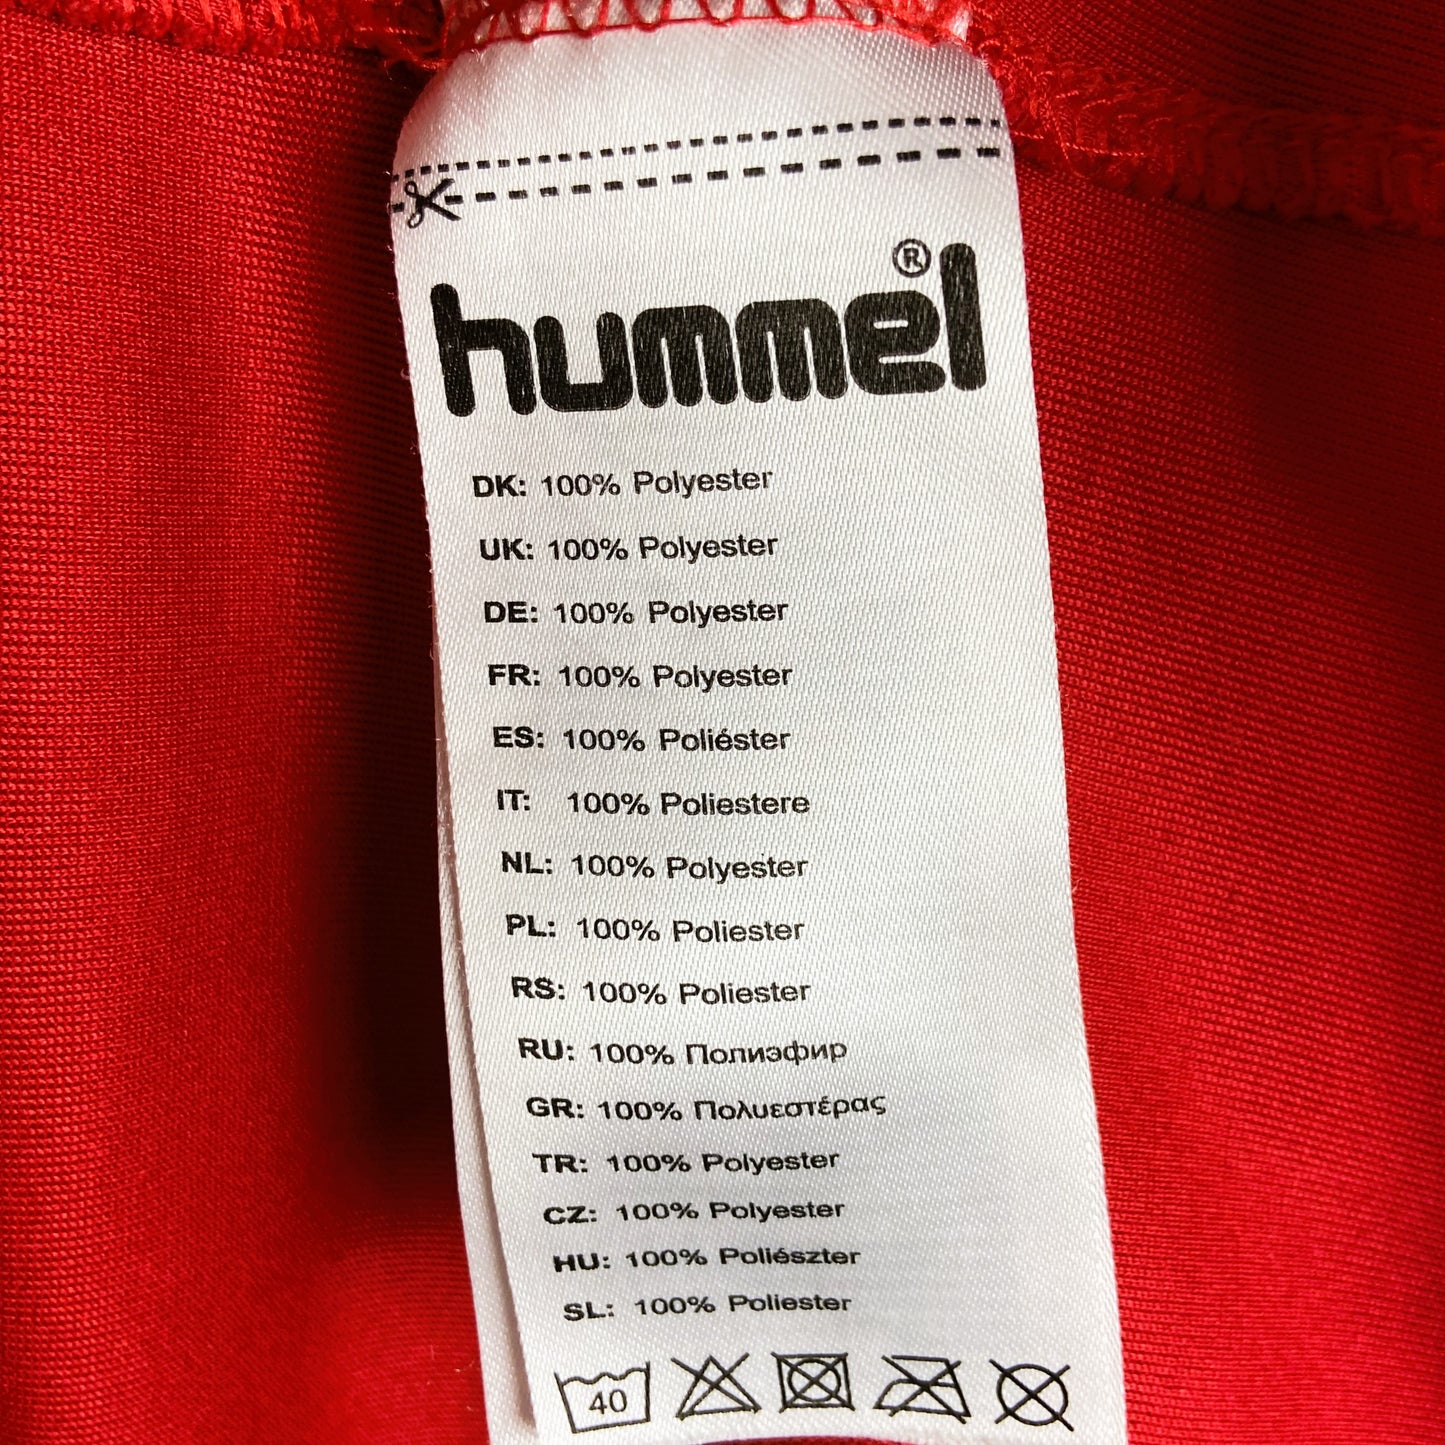 hummel®
DK: 100% Polyester
UK: 100% Polyester
DE: 100% Polyester
FR: 100% Polyester
ES: 100% Poliéster
IT: 100% Poliestere
NL: 100% Polyester
PL: 100% Poliester
RS: 100% Poliester
RU: 100% Полиэфир
GR: 100% Πολυεστέρας
TR: 100% Polyester
CZ: 100% Polyester
HU: 100% Poliészter
SL: 100% Poliester
40